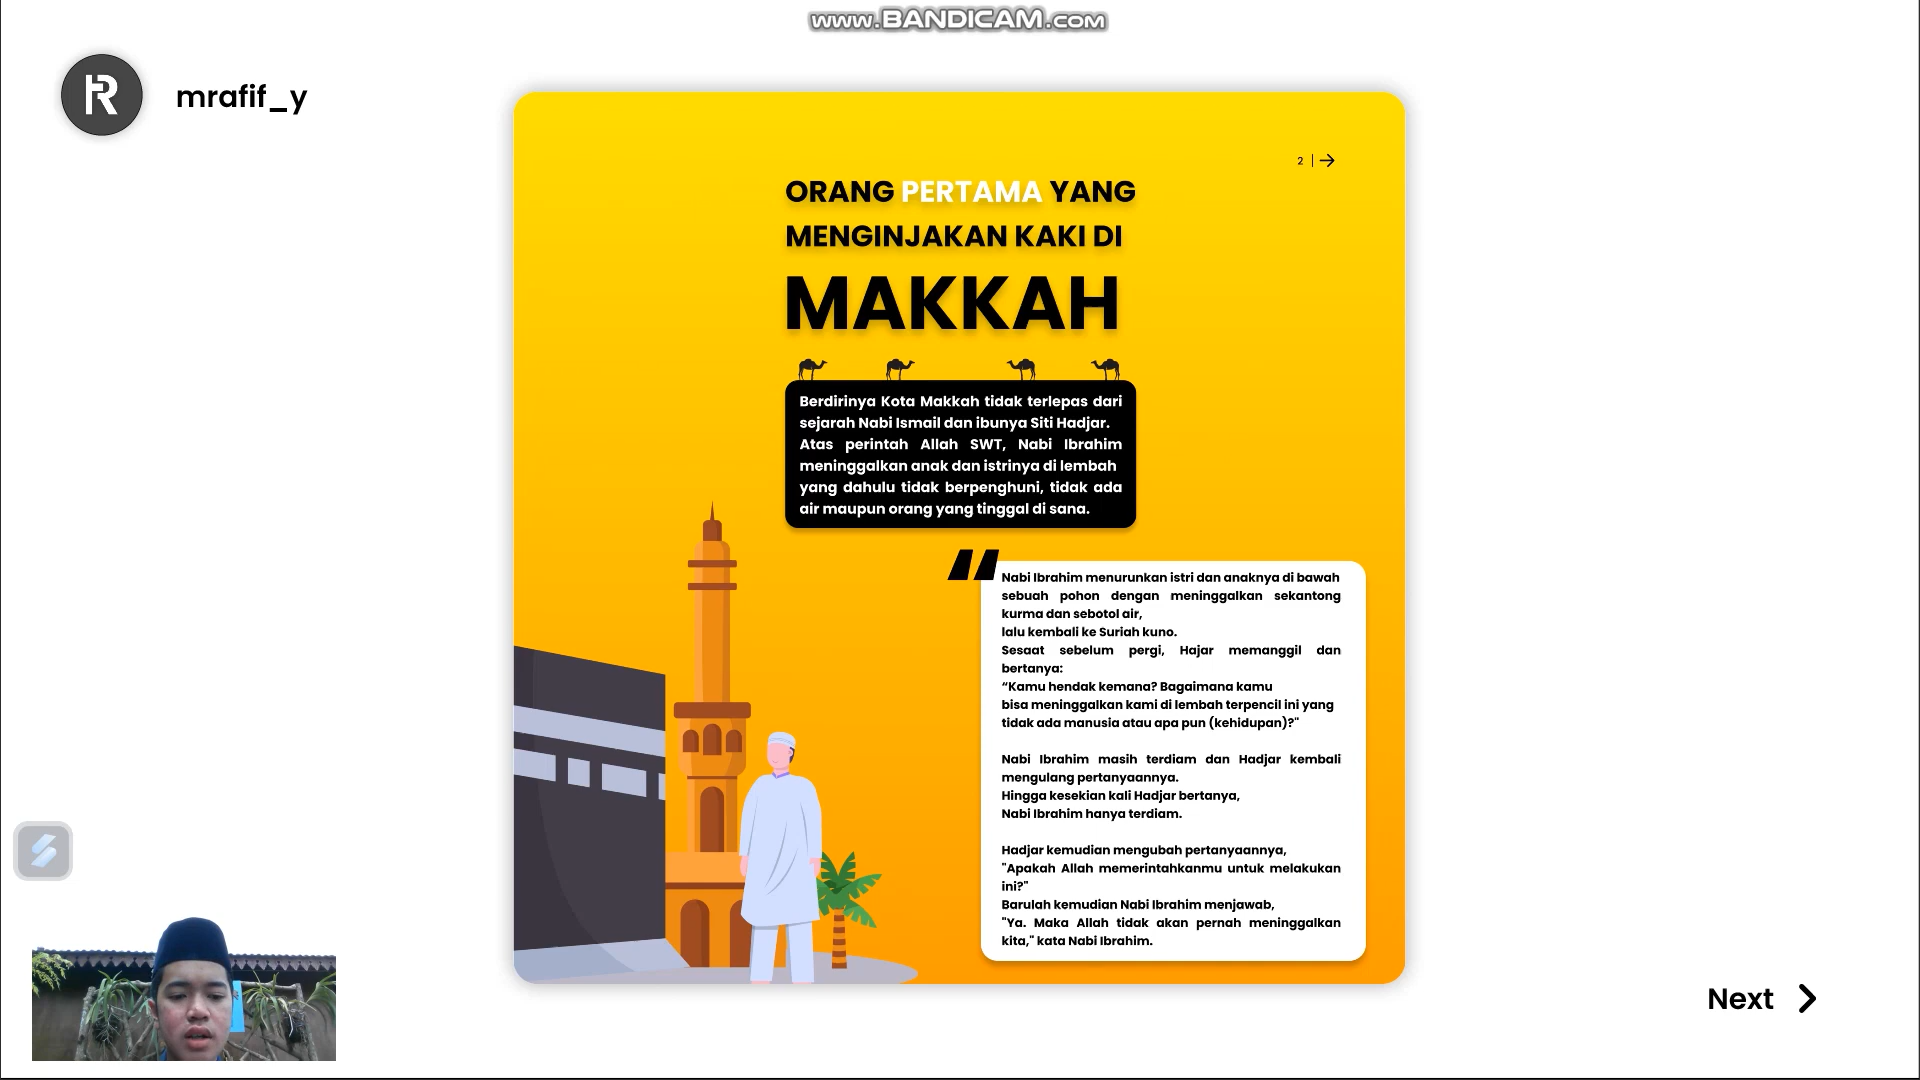 www.BANDICAM.com
mrafif_y
2
ORANG PERTAMA YANG
MENGINJAKAN KAKI DI
MAKKAH
Berdirinya Kota Makkah tidak terlepas dari
sejarah Nabi Ismail dan ibunya Siti Hadjar.
Atas perintah Allah SWT, Nabi Ibrahim
meninggalkan anak dan istrinya di lembah
yang dahulu tidak berpenghuni, tidak ada
air maupun orang yang tinggal di sana.
Nabi Ibrahim menurunkan istri dan anaknya di bawah
sebuah pohon dengan meninggalkan sekantong
kurma dan sebotol air,
lalu kembali ke Suriah kuno.
Sesaat sebelum pergi, Hajar memanggil dan
bertanya:
“Kamu hendak kemana? Bagaimana kamu
bisa meninggalkan kami di lembah terpencil ini yang
tidak ada manusia atau apa pun (kehidupan)?"
Nabi Ibrahim masih terdiam dan Hadjar kembali
mengulang pertanyaannya.
Hingga kesekian kali Hadjar bertanya,
Nabi Ibrahim hanya terdiam.
Hadjar kemudian mengubah pertanyaannya,
"Apakah Allah memerintahkanmu untuk melakukan
ini?"
Barulah kemudian Nabi Ibrahim menjawab,
"Ya. Maka Allah tidak akan pernah meninggalkan
kita," kata Nabi Ibrahim.
Next